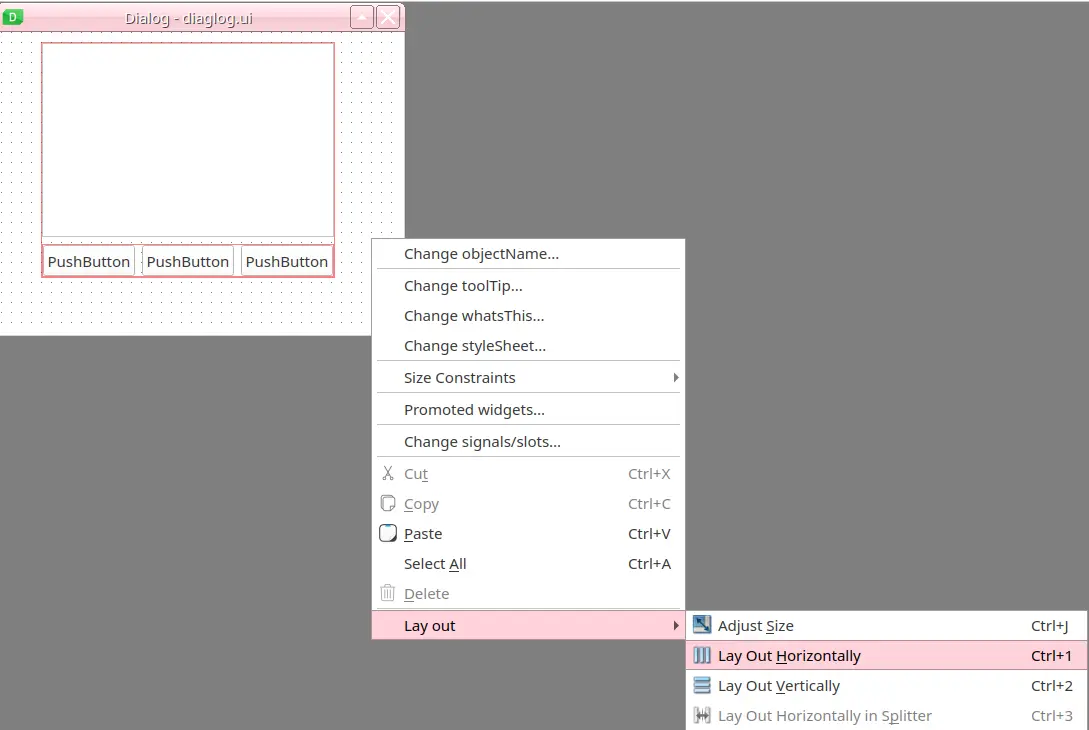 D
Dialog - diaglog.ui
PushButton PushButton PushButton
Change objectName...
Change toolTip...
Change whatsThis...
Change styleSheet...
Size Constraints
Promoted widgets...
Change signals/slots...
Cut Ctrl+X
Copy Ctrl+C
Paste Ctrl+V
Select All Ctrl+A
Delete
Lay out
Adjust Size Ctrl+J
Lay Out Horizontally Ctrl+1
Lay Out Vertically Ctrl+2
Lay Out Horizontally in Splitter Ctrl+3